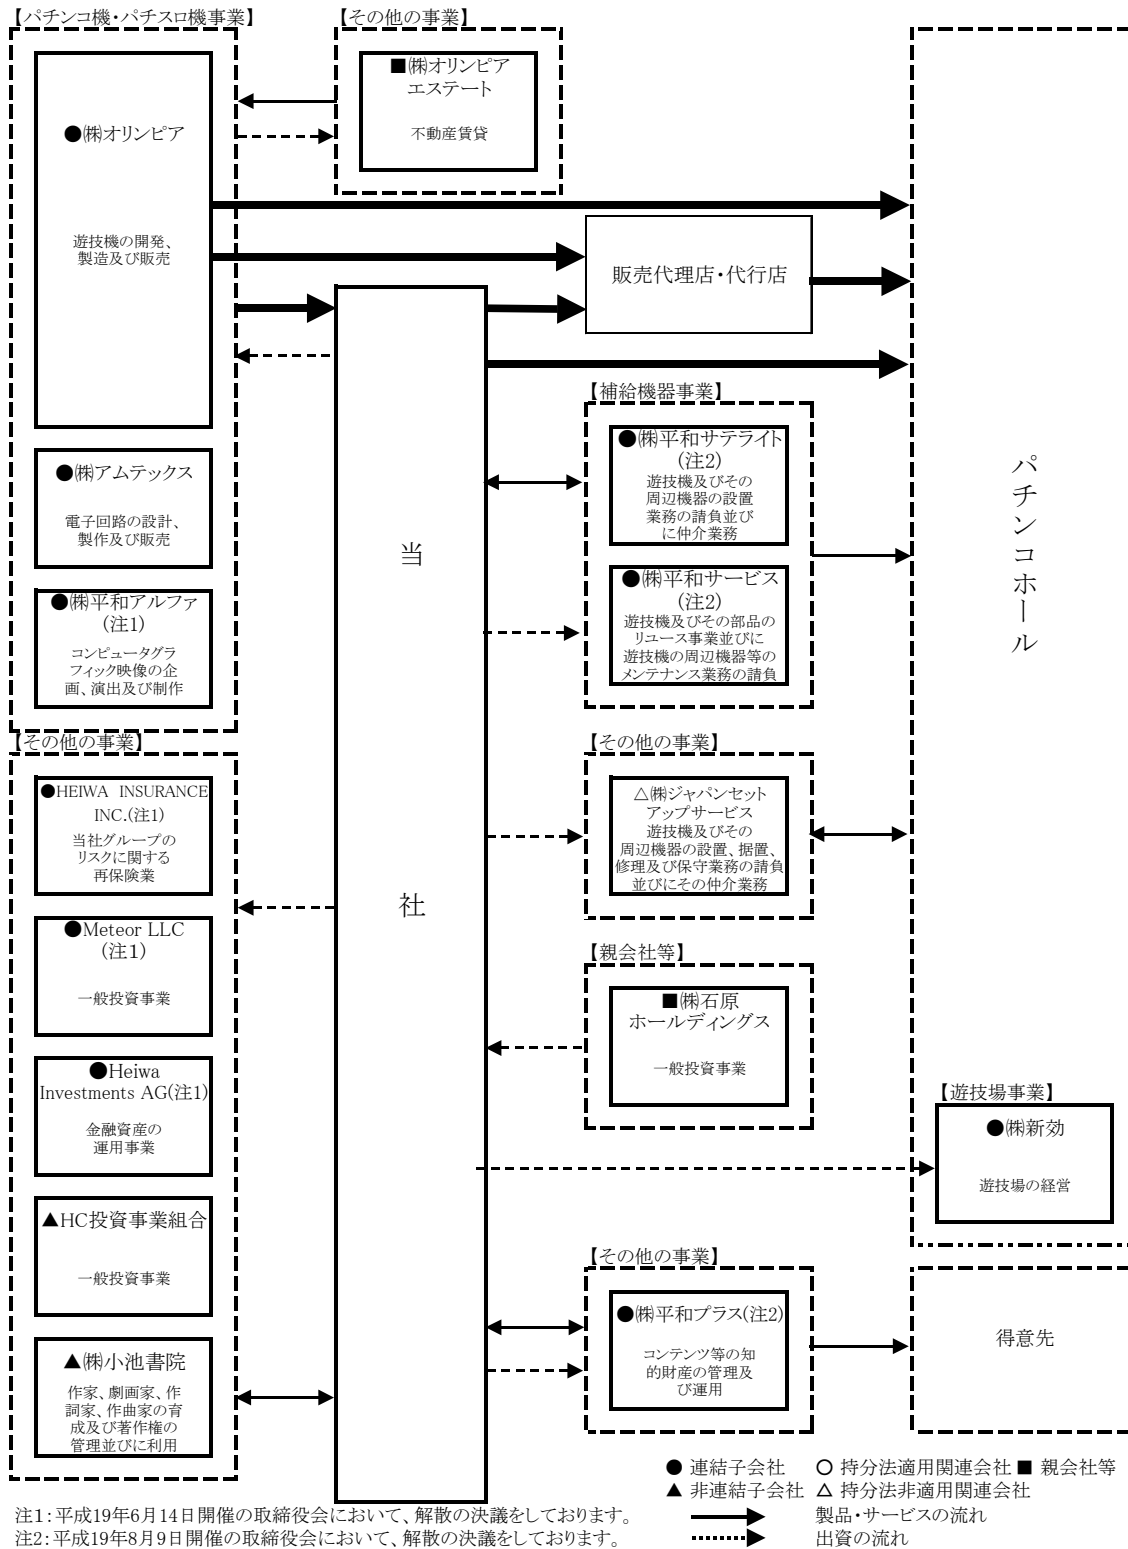 【パチンコ機・パチスロ機事業】
●㈱オリンピア
遊技機の開発、
製造及び販売
●㈱アムテックス
電子回路の設計、
製作及び販売
●㈱平和アルファ
(注1)
コンピュータグラ
フィック映像の企
画、演出及び制作
【その他の事業】
■㈱オリンピア
エステート
不動産賃貸
販売代理店・代行店
【補給機器事業】
●㈱平和サテライト
(注2)
遊技機及びその
周辺機器の設置
業務の請負並び
に仲介業務
●㈱平和サービス
(注2)
遊技機及びその部品の
リユース事業並びに
遊技機の周辺機器等の
メンテナンス業務の請負
当社
パチンコホール
【その他の事業】
●HEIWA INSURANCE
INC.(注1)
当社グループの
リスクに関する
再保険業
●Meteor LLC
(注1)
一般投資事業
●Heiwa
Investments AG(注1)
金融資産の
運用事業
▲HC投資事業組合
一般投資事業
▲㈱小池書院
作家、劇画家、作
詞家、作曲家の育
成及び著作権の
管理並びに利用
【その他の事業】
△㈱ジャパンセット
アップサービス
遊技機及びその
周辺機器の設置、据置、
修理及び保守業務の請負
並びにその仲介業務
【親会社等】
■㈱石原
ホールディングス
一般投資事業
【遊技場事業】
●㈱新効
遊技場の経営
【その他の事業】
●㈱平和プラス(注2)
コンテンツ等の知
的財産の管理及
び運用
得意先
● 連結子会社 ○ 持分法適用関連会社 ■ 親会社等
▲ 非連結子会社 △ 持分法非適用関連会社
製品・サービスの流れ
出資の流れ
注1：平成19年6月14日開催の取締役会において、解散の決議をしております。
注2：平成19年8月9日開催の取締役会において、解散の決議をしております。